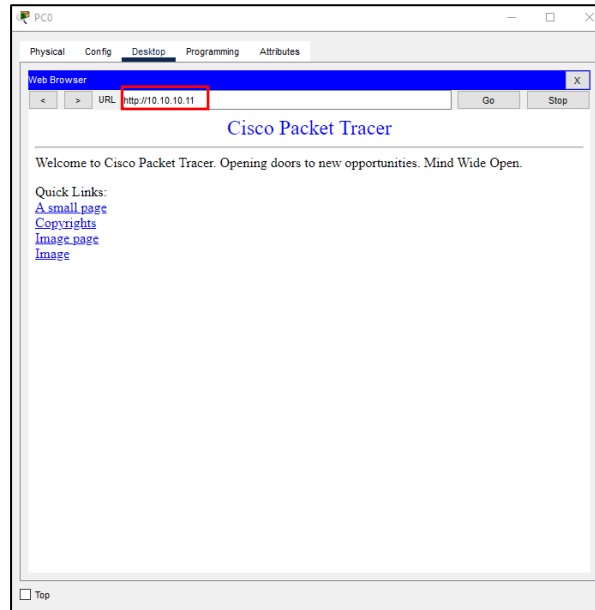 PC0
Physical Config Desktop Programming Attributes
Web Browser X
< > URL http://10.10.10.11 Go Stop
Cisco Packet Tracer
Welcome to Cisco Packet Tracer. Opening doors to new opportunities. Mind Wide Open.
Quick Links:
A small page
Copyrights
Image page
Image
Top